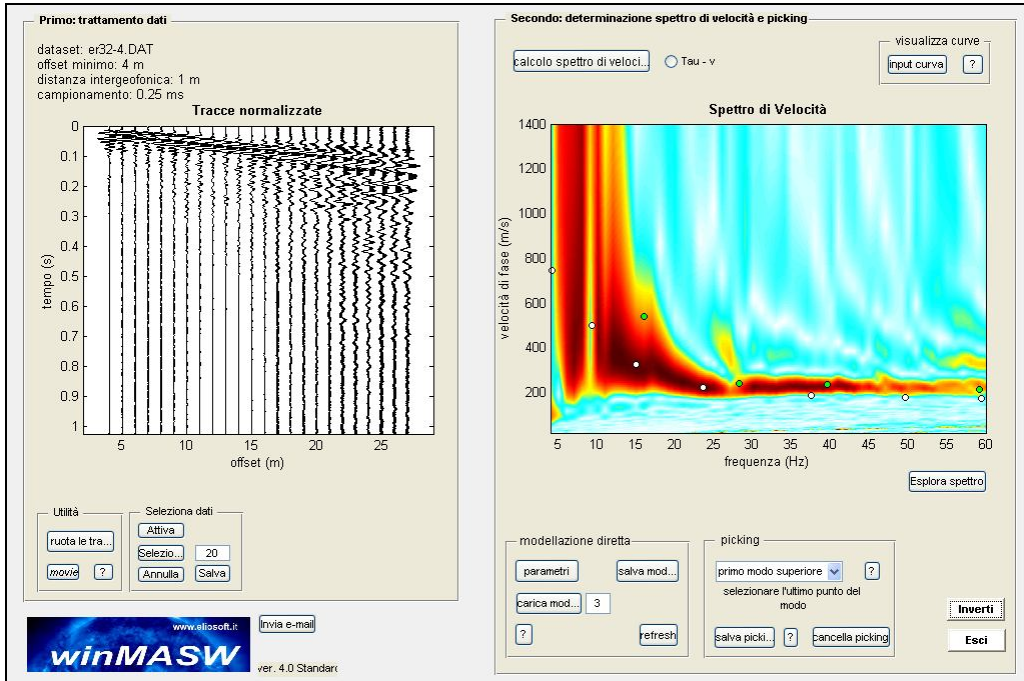 Primo: trattamento dati
dataset: er32-4.DAT
offset minimo: 4 m
distanza intergeofonica: 1 m
campionamento: 0.25 ms
Tracce normalizzate
0
0.1
0.2
0.3
0.4
0.5
0.6
0.7
0.8
0.9
1
tempo (s)
5 10 15 20 25
offset (m)
Utilità
ruota le tra...
movie ?
Seleziona dati
Attiva
Selezio... 20
Annulla Salva
www.eliosoft.it
winMASW
Invia e-mail
ver. 4.0 Standar
Secondo: determinazione spettro di velocità e picking
calcolo spettro di veloci... Tau - v
visualizza curve
input curva ?
Spettro di Velocità
1400
1200
1000
800
600
400
200
velocità di fase (m/s)
5 10 15 20 25 30 35 40 45 50 55 60
frequenza (Hz)
Esplora spettro
modellazione diretta
parametri salva mod...
carica mod... 3
? refresh
picking
primo modo superiore ?
selezionare l'ultimo punto del
modo
salva picki... ? cancella picking
Inverti
Esci